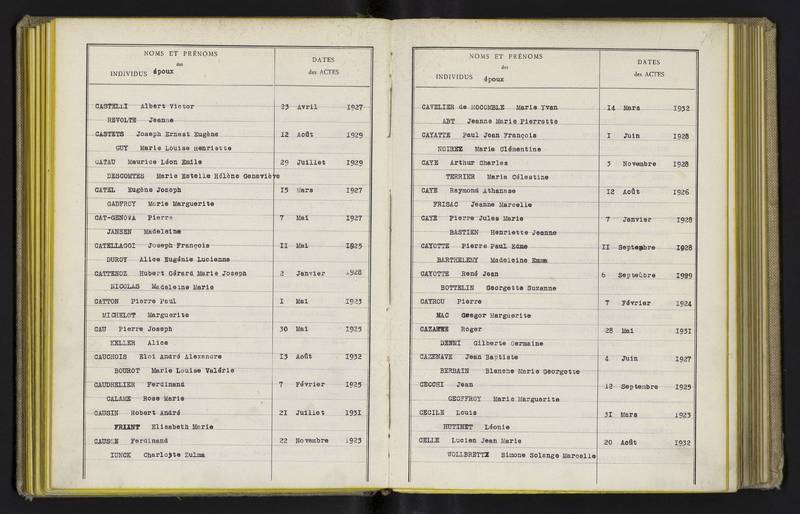 NOMS ET PRÉNOMS
des
INDIVIDUS époux
DATES
des ACTES
CASTELLI Albert Victor 23 Avril 1927
REVOLTE Jeanne
CASTETS Joseph Ernest Eugène 12 Août 1929
GUY Marie Louise Henriette
CATAU Maurice Léon Emile 29 Juillet 1929
DESCOMTES Marie Estelle Hélène Geneviève
CATEL Eugène Joseph 15 Mars 1927
GADFROY Marie Marguerite
CAT-GENOVA Pierre 7 Mai 1927
JANSEN Madeleine
CATELLAGGI Joseph François II Mai 1925
DUROY Alice Eugénie Lucienne
CATTENOZ Hubert Gérard Marie Joseph 2 Janvier 1928
NICOLAS Madeleine Marie
CATTON Pierre Paul I Mai 1923
MICHELOT Marguerite
CAU Pierre Joseph 30 Mai 1925
KELLER Alice
CAUCHOIS Eloi André Alexandre 13 Août 1932
BOUROT Marie Louise Valérie
CAUDRELIER Ferdinand 7 Février 1925
CALAME Rose Marie
CAUSIN Robert André 21 Juillet 1931
Elisabeth Marie
Ferdinand 22 Novembre 1923
IUNCK Charlotte Zulma
NOMS ET PRÉNOMS
des
INDIVIDUS époux
DATES
des ACTES
CAVELIER de MOCOMBLE Marie Yvan 14 Mars 1932
ABT Jeanne Marie Pierrette
CAYATTE Paul Jean François I Juin 1928
NOIREZ Marie Clémentine
CAYE Arthur Charles 3 Novembre 1928
TERRIER Maria Célestine
CAYE Raymond Athanase 12 Août 1926
FRISAC Jeanne Marcelle
CAYE Pierre Jules Marie 7 Janvier 1928
BASTIEN Henriette Jeanne
CAYOTTE Pierre Paul Edme II Septembre 1928
BARTHELEMY Madeleine Emma
CAYOTTE René Jean 6 Septembre 1929
BOTTELIN Georgette Suzanne
CAYROU Pierre 7 Février 1924
MAC Gregor Marguerite
Roger 28 Mai 1931
DENNI Gilberte Germaine
CAZENAVE Jean Baptiste 4 Juin 1927
BERBAIN Blanche Marie Georgette
CECCHI Jean 12 Septembre 1925
GEOFFROY Marie Marguerite
CECILE Louis 31 Mars 1923
HUTINET Léonie
CELLE Lucien Jean Marie 20 Août 1932
Simone Solange Marcelle